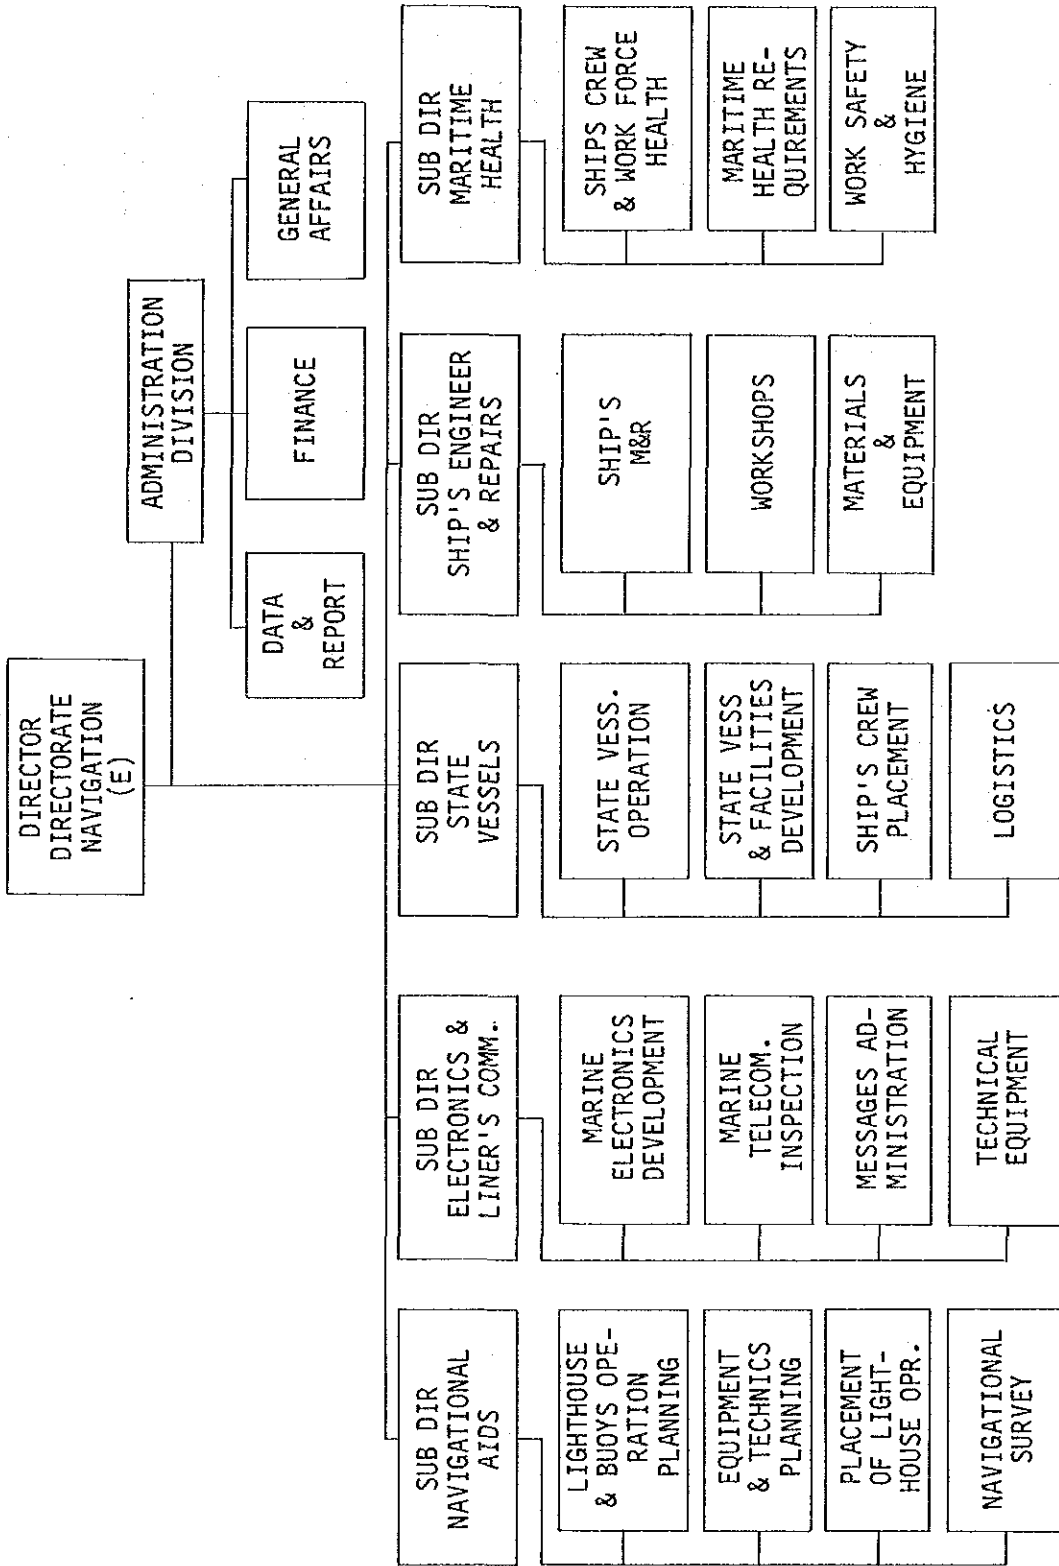 DIRECTOR
DIRECTORATE
NAVIGATION
(E)
ADMINISTRATION
DIVISION
DATA
&
REPORT
FINANCE
GENERAL
AFFAIRS
SUB DIR
NAVIGATIONAL
AIDS
LIGHTHOUSE
& BUOYS OPE-
RATION
PLANNING
EQUIPMENT
& TECHNICS
PLANNING
PLACEMENT
OF LIGHT-
HOUSE OPR.
NAVIGATIONAL
SURVEY
SUB DIR
ELECTRONICS &
LINER'S COMM.
MARINE
ELECTRONICS
DEVELOPMENT
MARINE
TELECOM.
INSPECTION
MESSAGES AD-
MINISTRATION
TECHNICAL
EQUIPMENT
SUB DIR
STATE
VESSELS
STATE VESS.
OPERATION
STATE VESS
& FACILITIES
DEVELOPMENT
SHIP'S CREW
PLACEMENT
LOGISTICS
SUB DIR
SHIP'S ENGINEER
& REPAIRS
SHIP'S
M&R
WORKSHOPS
MATERIALS
&
EQUIPMENT
SUB DIR
MARITIME
HEALTH
SHIPS CREW
& WORK FORCE
HEALTH
MARITIME
HEALTH RE-
QUIREMENTS
WORK SAFETY
&
HYGIENE